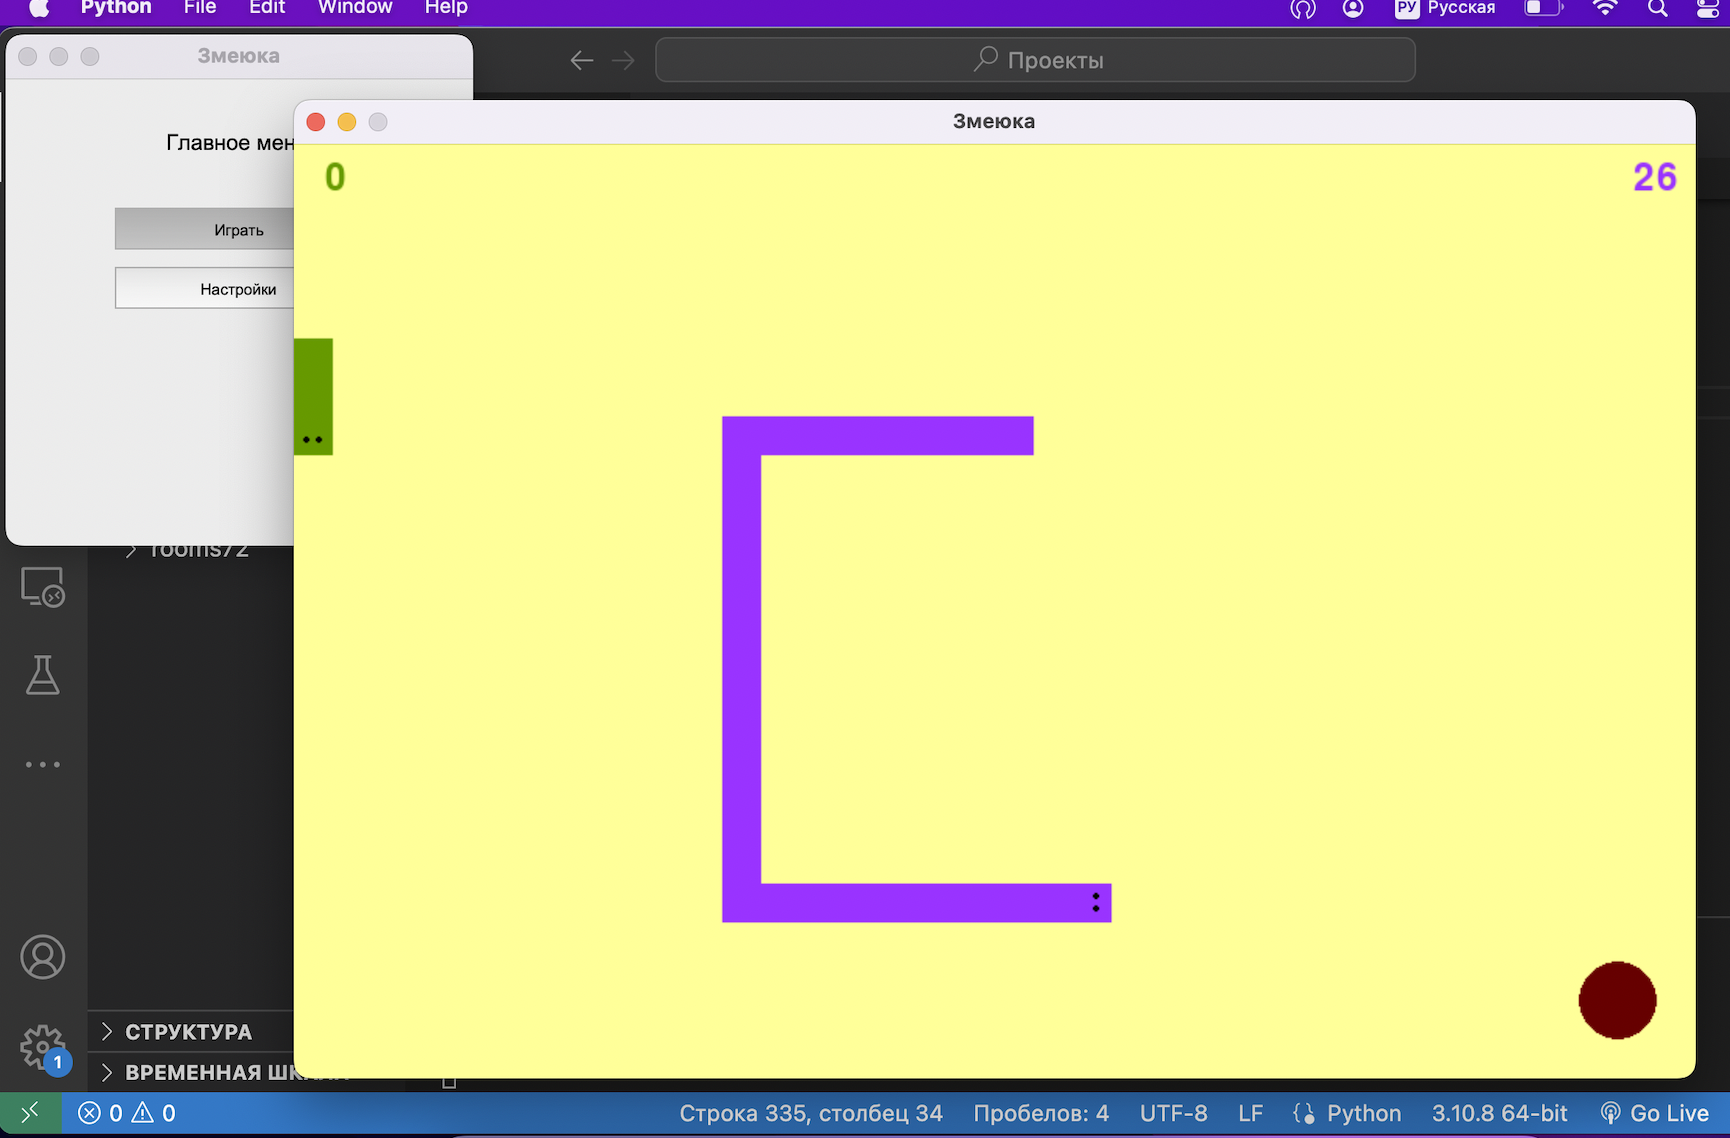 Python File Edit Window Help РУ Русская
Змеюка
Проекты
Главное мен
Играть
Настройки
Змеюка
0
26
rooms72
СТРУКТУРА
ВРЕМЕННАЯ
1
0 0
Строка 335, столбец 34 Пробелов: 4 UTF-8 LF Python 3.10.8 64-bit Go Live